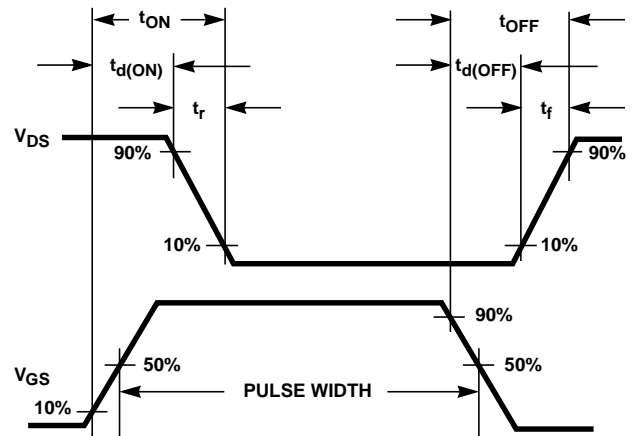 tON
tOFF
td(ON)
td(OFF)
tr
tf
VDS
90%
90%
10%
10%
90%
50%
50%
VGS
PULSE WIDTH
10%